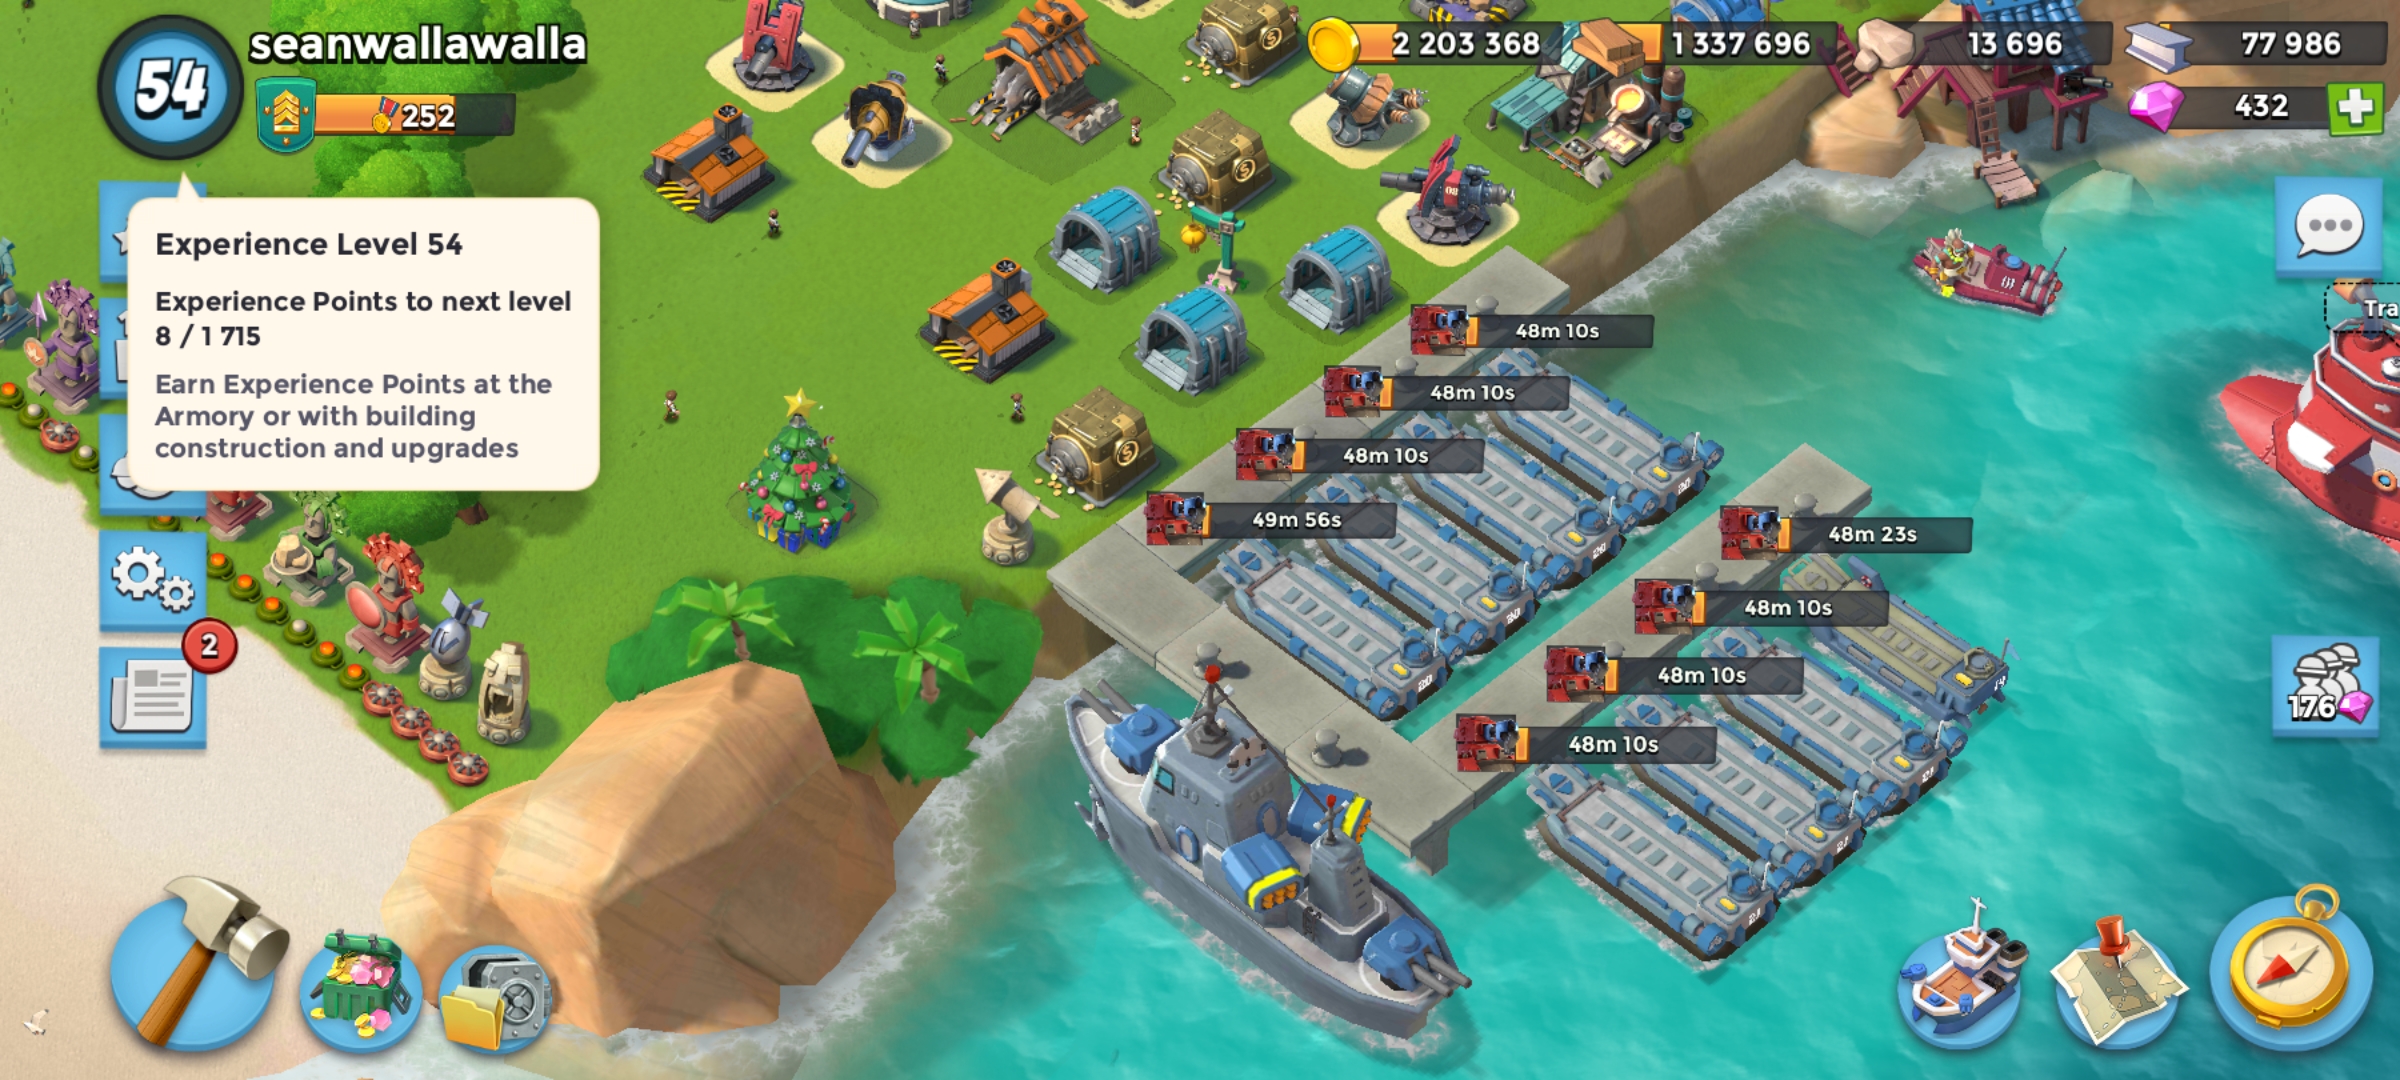 54
seanwallawalla
252
2 203 368
1 337 696
13 696
77 986
432
Experience Level 54
Experience Points to next level
8 / 1 715
Earn Experience Points at the
Armory or with building
construction and upgrades
Tra
48m 10s
48m 10s
48m 10s
49m 56s
48m 23s
48m 10s
48m 10s
48m 10s
2
176